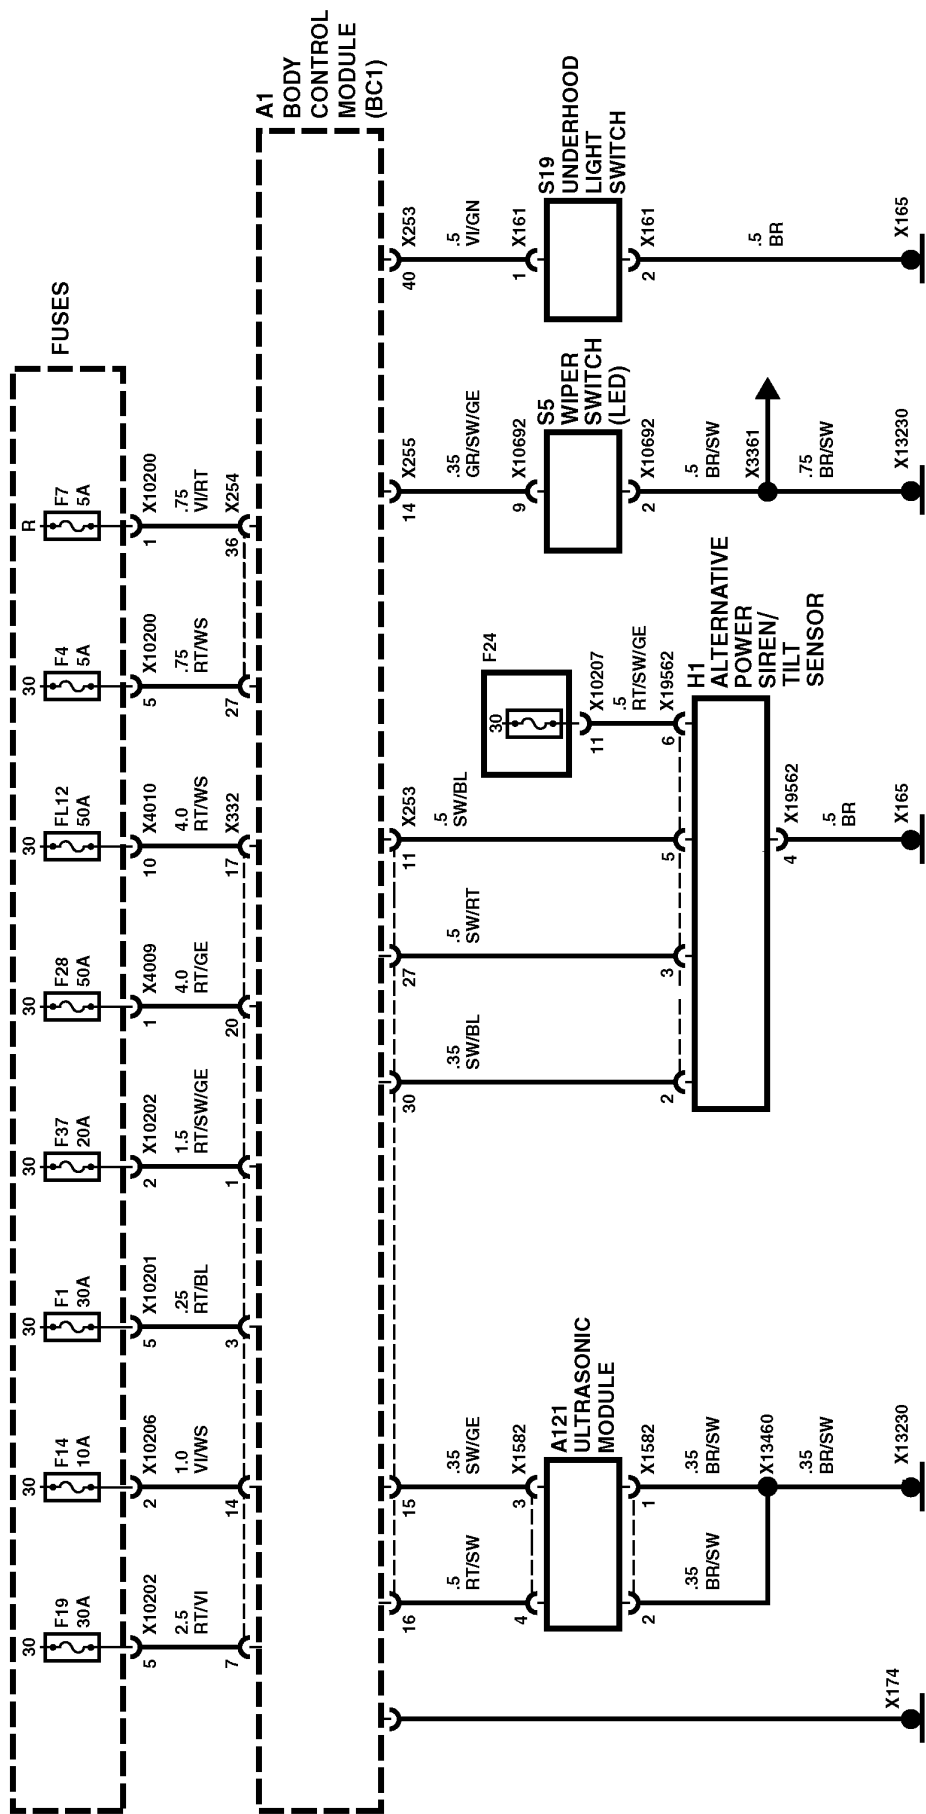 FUSES
30
F19
30A
30
F14
10A
30
F1
30A
30
F37
20A
30
F28
50A
30
FL12
50A
30
F4
5A
R
F7
5A
5
X10202
2.5
RT/VI
7
2
X10206
1.0
VI/WS
14
5
X10201
.25
RT/BL
3
2
X10202
1.5
RT/SW/GE
1
1
X4009
4.0
RT/GE
20
10
X4010
4.0
RT/WS
17
X332
5
X10200
.75
RT/WS
27
1
X10200
.75
VI/RT
36
X254
A1
BODY
CONTROL
MODULE
(BC1)
X174
16
.5
RT/SW
4
15
.35
SW/GE
3
X1582
A121
ULTRASONIC
MODULE
2
.35
BR/SW
1
X1582
.35
BR/SW
X13460
.35
BR/SW
X13230
30
.35
SW/BL
2
27
.5
SW/RT
3
11
X253
.5
SW/BL
5
30
F24
11
X10207
.5
RT/SW/GE
6
X19562
H1
ALTERNATIVE
POWER
SIREN/
TILT
SENSOR
4
X19562
.5
BR
X165
14
X255
.35
GR/SW/GE
9
X10692
S5
WIPER
SWITCH
(LED)
2
X10692
.5
BR/SW
X3361
.75
BR/SW
X13230
40
X253
.5
VI/GN
1
X161
S19
UNDERHOOD
LIGHT
SWITCH
2
X161
.5
BR
X165